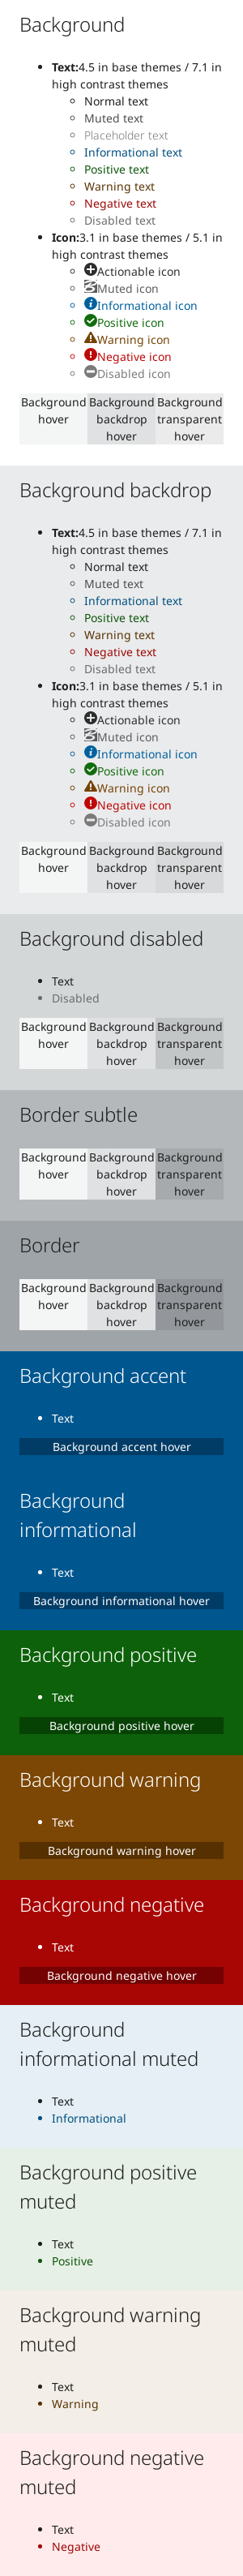 Background
Text:4.5 in base themes / 7.1 in
high contrast themes
Normal text
Muted text
Placeholder text
Informational text
Positive text
Warning text
Negative text
Disabled text
Icon:3.1 in base themes / 5.1 in
high contrast themes
Actionable icon
Muted icon
Informational icon
Positive icon
Warning icon
Negative icon
Disabled icon
Background Background Background
hover backdrop transparent
hover hover
Background backdrop
Text:4.5 in base themes / 7.1 in
high contrast themes
Normal text
Muted text
Informational text
Positive text
Warning text
Negative text
Disabled text
Icon:3.1 in base themes / 5.1 in
high contrast themes
Actionable icon
Muted icon
Informational icon
Positive icon
Warning icon
Negative icon
Disabled icon
Background Background Background
hover backdrop transparent
hover hover
Background disabled
Text
Disabled
Background Background Background
hover backdrop transparent
hover hover
Border subtle
Background Background Background
hover backdrop transparent
hover hover
Border
Background Background Background
hover backdrop transparent
hover hover
Background accent
Text
Background accent hover
Background
informational
Text
Background informational hover
Background positive
Text
Background positive hover
Background warning
Text
Background warning hover
Background negative
Text
Background negative hover
Background
informational muted
Text
Informational
Background positive
muted
Text
Positive
Background warning
muted
Text
Warning
Background negative
muted
Text
Negative